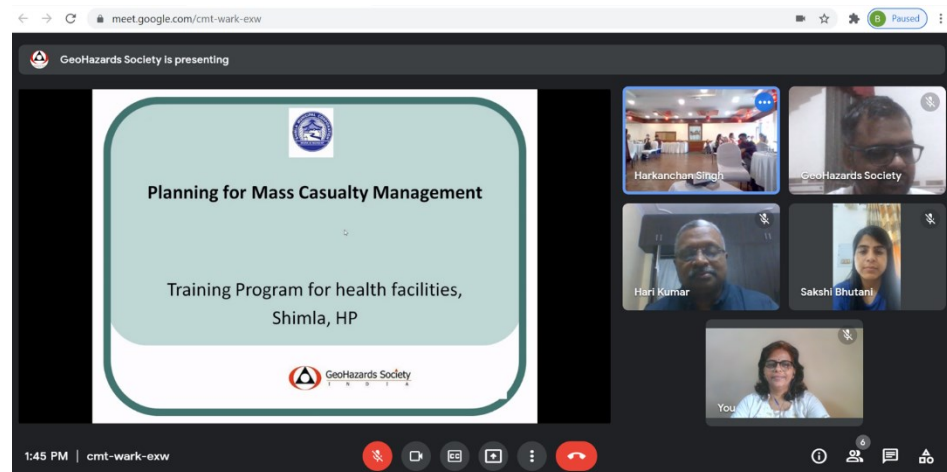 meet.google.com/cmt-wark-exw
B
Paused
GeoHazards Society is presenting
Planning for Mass Casualty Management
Training Program for health facilities,
Shimla, HP
GeoHazards Society
I N D I A
Harkanchan Singh
GeoHazards Society
Hari Kumar
Sakshi Bhutani
You
1:45 PM | cmt-wark-exw
CC
6